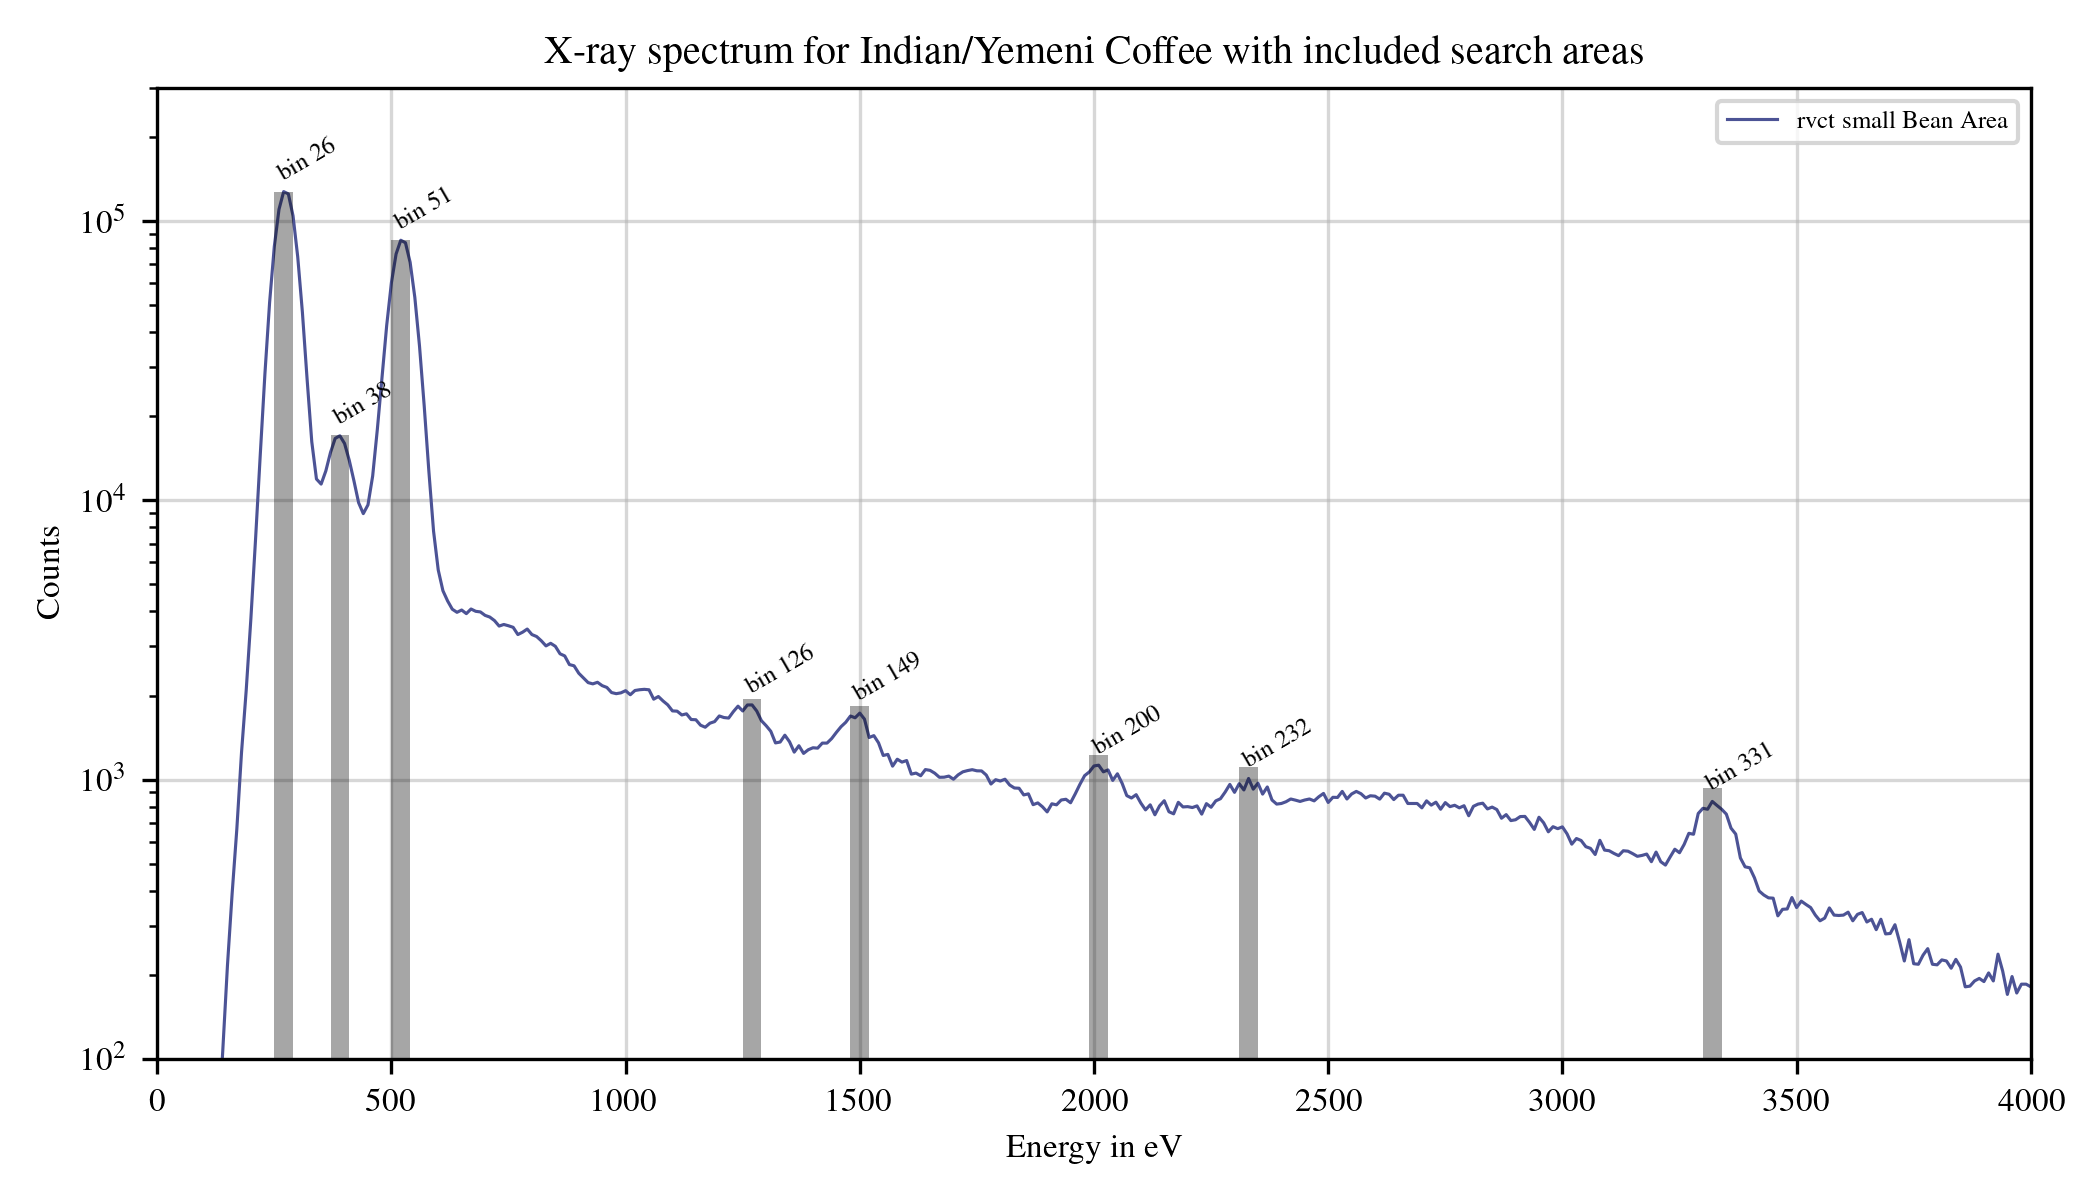 X-ray spectrum for Indian/Yemeni Coffee with included search areas
rvct small Bean Area
bin 26
bin 38
bin 51
bin 126
bin 149
bin 200
bin 232
bin 331
Counts
10^5
10^4
10^3
10^2
0 500 1000 1500 2000 2500 3000 3500 4000
Energy in eV